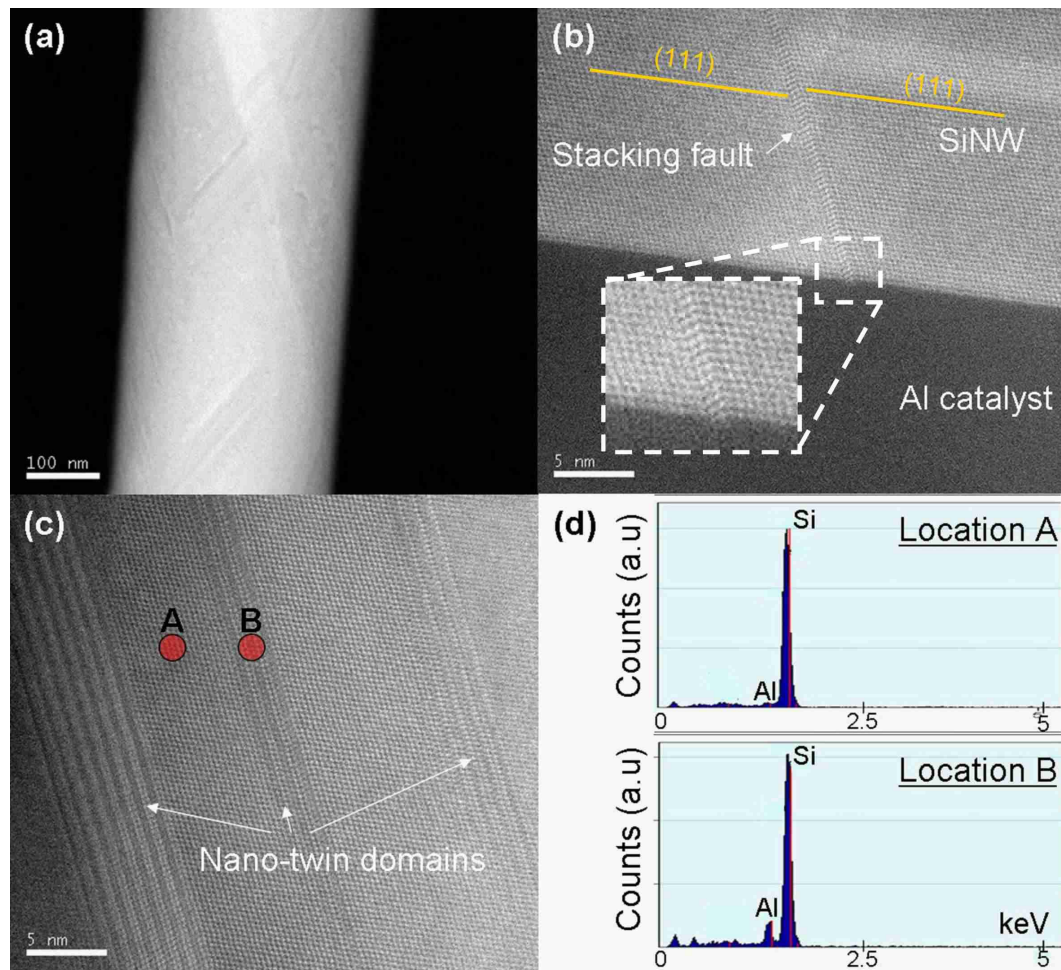 (a)
100 nm
(b)
(111)
(111)
SiNW
Stacking fault
Al catalyst
5 nm
(c)
A
B
Nano-twin domains
5 nm
(d)
Si
Location A
Counts (a.u)
Al
0
2.5
5
Si
Location B
Counts (a.u)
Al
keV
0
2.5
5